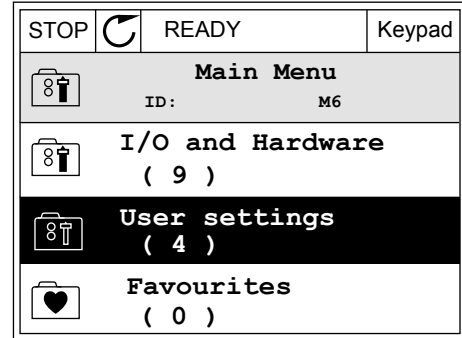 STOP READY Keypad
Main Menu
ID: M6
I/O and Hardware
( 9 )
User settings
( 4 )
Favourites
( 0 )